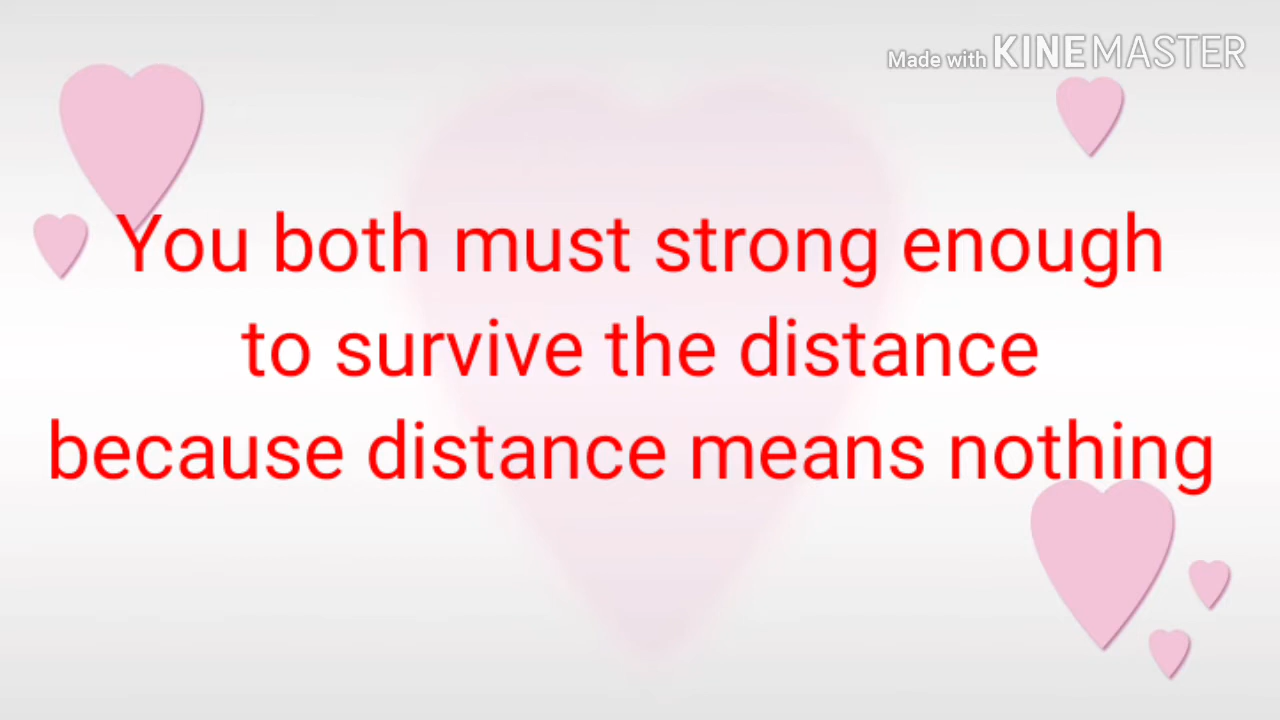 Made with KINEMASTER
You both must strong enough
to survive the distance
because distance means nothing